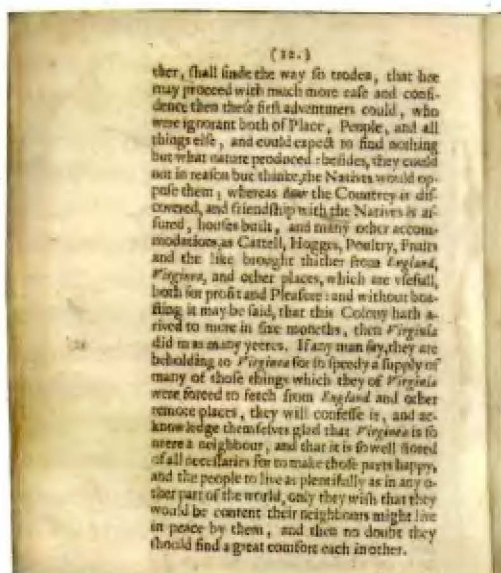 (12.)
ther, shall finde the way so troden, that hee
may proceed with much more ease and confi-
dence then these first adventurers could, who
were ignorant both of Place, People, and all
things else, and could expect to find nothing
but what nature produced: besides, they could
not in reason but thinke, the Natives would op-
pose them; whereas now the Countrey is dis-
covered, and friendship with the Natives is as-
sured, houses built, and many other accom-
modations, as Cattell, Hogges, Poultry, Fruits
and the like brought thither from England,
Virginea, and other places, which are usefull,
both for profit and Pleasure: and without boa-
sting it may be said, that this Colony hath a-
rived to more in sixe moneths, then Virginia
did in as many yeeres. If any man say, they are
beholding to Virginea for so speedy a supply of
many of those things which they of Virginia
were forced to fetch from England and other
remote places, they will confesse it, and ac-
knowledge themselves glad that Virginea is so
neere a neighbour, and that it is so well stored
of all necessaries for to make those parts happy,
and the people to live as plentifully as in any o-
ther part of the world, only they wish that they
would be content their neighbours might live
in peace by them, and then no doubt they
should find a great comfort each in other.